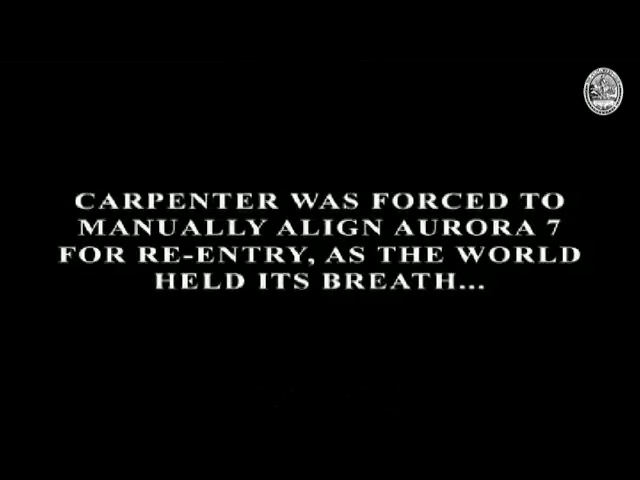 CARPENTER WAS FORCED TO
MANUALLY ALIGN AURORA 7
FOR RE-ENTRY, AS THE WORLD
HELD ITS BREATH...